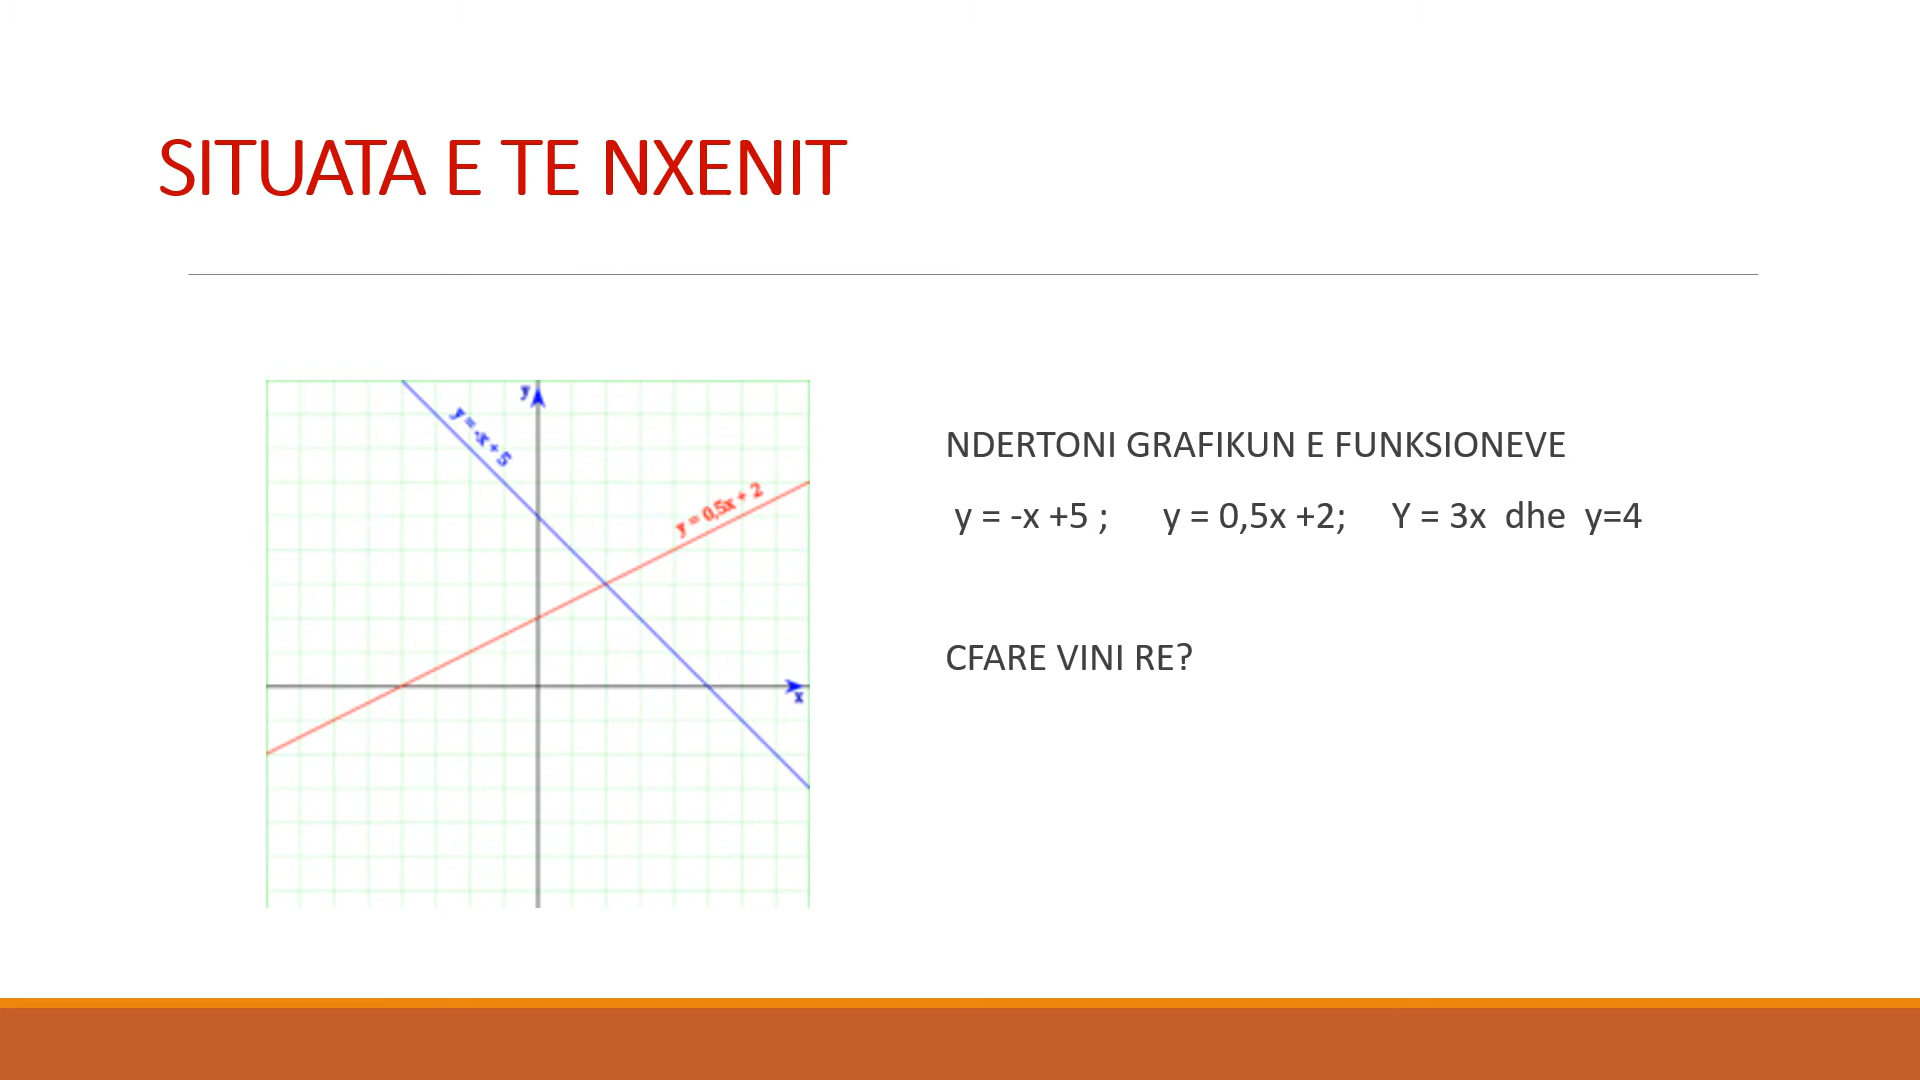 SITUATA E TE NXENIT
y
y = -x + 5
y = 0,5x + 2
x
NDERTONI GRAFIKUN E FUNKSIONEVE
y = -x +5 ; y = 0,5x +2; Y = 3x dhe y=4
CFARE VINI RE?